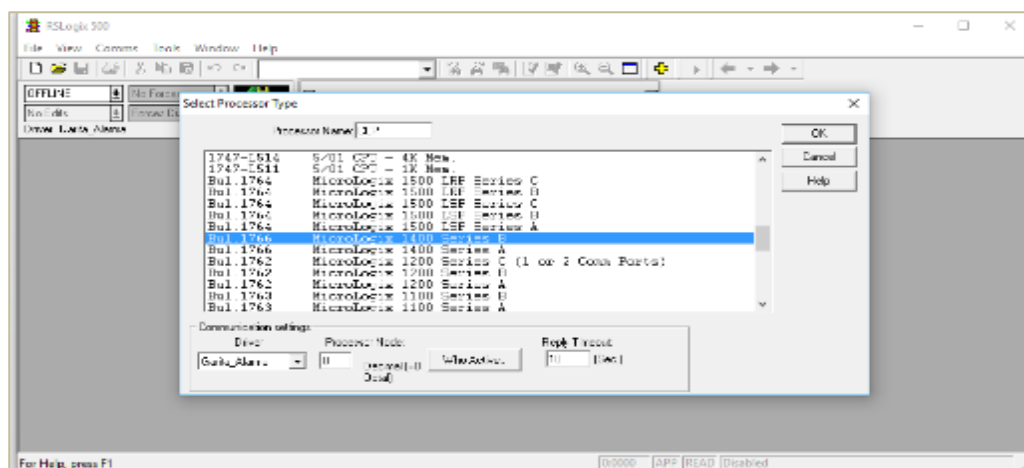 RSLogix 500
File View Comms Tools Window Help
OFFLINE No Forces
No Edits
Select Processor Type
Processor Name:
OK
Cancel
Help
1747-L514 5/01 CPU - 4K Mem.
1747-L511 5/01 CPU - 1K Mem.
Bul.1764 MicroLogix 1500 LRP Series C
Bul.1764 MicroLogix 1500 LRP Series B
Bul.1764 MicroLogix 1500 LSP Series C
Bul.1764 MicroLogix 1500 LSP Series B
Bul.1764 MicroLogix 1500 LSP Series A
Bul.1766 MicroLogix 1400 Series B
Bul.1766 MicroLogix 1400 Series A
Bul.1762 MicroLogix 1200 Series C (1 or 2 Comm Ports)
Bul.1762 MicroLogix 1200 Series B
Bul.1762 MicroLogix 1200 Series A
Bul.1763 MicroLogix 1100 Series B
Bul.1763 MicroLogix 1100 Series A
Communication settings
Driver Processor Node: Reply Timeout:
Who Active... 10 (Sec.)
Octal)
For Help, press F1
0:0000 APP READ Disabled